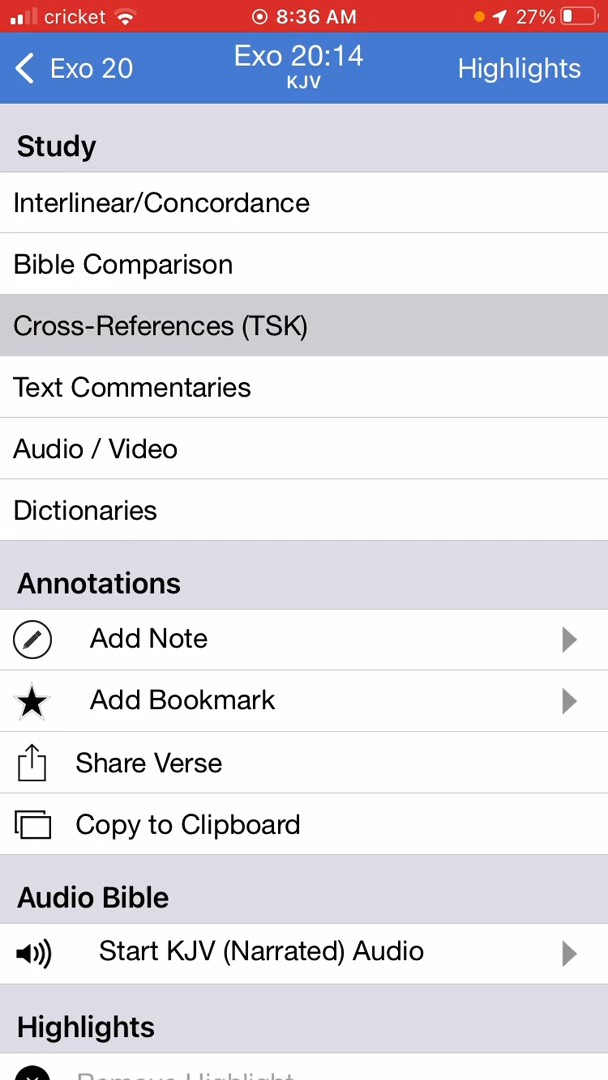 cricket 8:36 AM 27%
Exo 20 Exo 20:14 Highlights
KJV
Study
Interlinear/Concordance
Bible Comparison
Cross-References (TSK)
Text Commentaries
Audio / Video
Dictionaries
Annotations
Add Note
Add Bookmark
Share Verse
Copy to Clipboard
Audio Bible
Start KJV (Narrated) Audio
Highlights
Remove Highlight